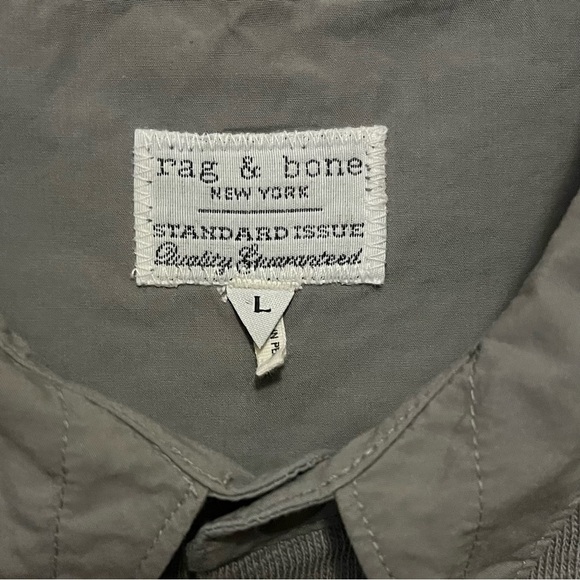 rag & bone
NEW YORK
STANDARD ISSUE
Quality Guaranteed
L